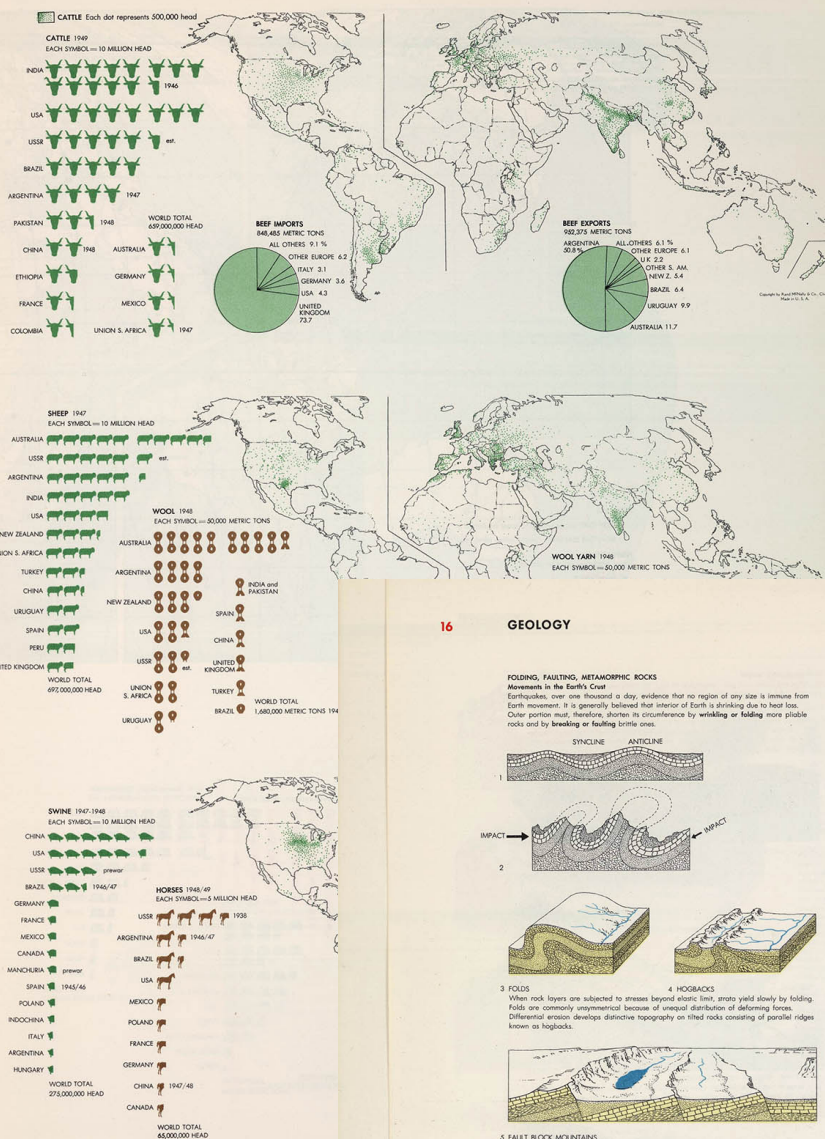 CATTLE Each dot represents 500,000 head
CATTLE 1949
EACH SYMBOL = 10 MILLION HEAD
INDIA
1946
USA
USSR est.
BRAZIL
ARGENTINA 1947
PAKISTAN 1948
CHINA 1948
ETHIOPIA
FRANCE
COLOMBIA
WORLD TOTAL
659,000,000 HEAD
AUSTRALIA
GERMANY
MEXICO
UNION S. AFRICA 1947
BEEF IMPORTS
848,485 METRIC TONS
ALL OTHERS 9.1 %
OTHER EUROPE 6.2
ITALY 3.1
GERMANY 3.6
USA 4.3
UNITED
KINGDOM
73.7
BEEF EXPORTS
952,375 METRIC TONS
ARGENTINA
50.8 %
ALL OTHERS 6.1 %
OTHER EUROPE 6.1
U K 2.2
OTHER S. AM.
NEW Z. 5.4
BRAZIL 6.4
URUGUAY 9.9
AUSTRALIA 11.7
Copyright by Rand McNally & Co.,
Made in U. S. A.
SHEEP 1947
EACH SYMBOL = 10 MILLION HEAD
AUSTRALIA
USSR est.
ARGENTINA
INDIA
USA
NEW ZEALAND
ION S. AFRICA
TURKEY
CHINA
URUGUAY
SPAIN
PERU
ITED KINGDOM
WORLD TOTAL
697,000,000 HEAD
WOOL 1948
EACH SYMBOL = 50,000 METRIC TONS
AUSTRALIA
ARGENTINA
NEW ZEALAND
USA
USSR est.
UNION
S. AFRICA
URUGUAY
INDIA and
PAKISTAN
SPAIN
CHINA
UNITED
KINGDOM
TURKEY
BRAZIL
WORLD TOTAL
1,680,000 METRIC TONS 194
WOOL YARN 1948
EACH SYMBOL = 50,000 METRIC TONS
SWINE 1947-1948
EACH SYMBOL = 10 MILLION HEAD
CHINA
USA
USSR prewar
BRAZIL 1946/47
GERMANY
FRANCE
MEXICO
CANADA
MANCHURIA prewar
SPAIN 1945/46
POLAND
INDOCHINA
ITALY
ARGENTINA
HUNGARY
WORLD TOTAL
275,000,000 HEAD
HORSES 1948/49
EACH SYMBOL = 5 MILLION HEAD
USSR 1938
ARGENTINA 1946/47
BRAZIL
USA
MEXICO
POLAND
FRANCE
GERMANY
CHINA 1947/48
CANADA
WORLD TOTAL
65,000,000 HEAD
16 GEOLOGY
FOLDING, FAULTING, METAMORPHIC ROCKS
Movements in the Earth's Crust
Earthquakes, over one thousand a day, evidence that no region of any size is immune from
Earth movement. It is generally believed that interior of Earth is shrinking due to heat loss.
Outer portion must, therefore, shorten its circumference by wrinkling or folding more pliable
rocks and by breaking or faulting brittle ones.
SYNCLINE ANTICLINE
1
IMPACT IMPACT
2
3 FOLDS 4 HOGBACKS
When rock layers are subjected to stresses beyond elastic limit, strata yield slowly by folding.
Folds are commonly unsymmetrical because of unequal distribution of deforming forces.
Differential erosion develops distinctive topography on tilted rocks consisting of parallel ridges
known as hogbacks.
5 FAULT BLOCK MOUNTAINS